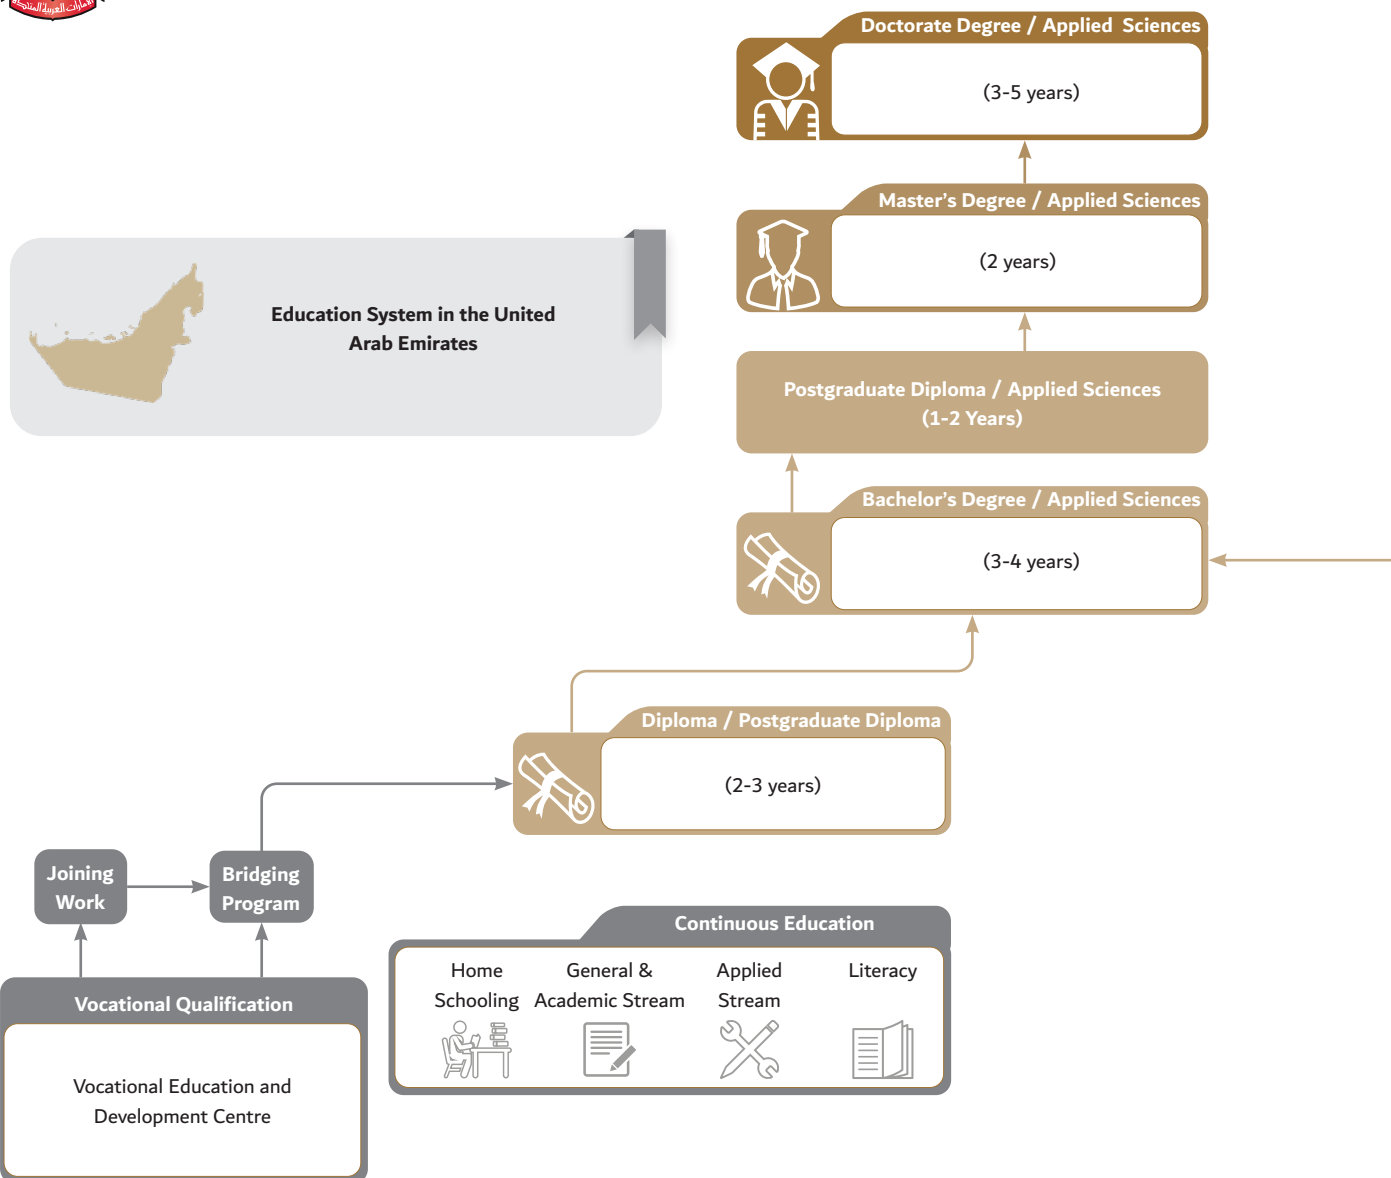 الإمارات العربية المتحدة
Doctorate Degree / Applied Sciences
(3-5 years)
Master's Degree / Applied Sciences
(2 years)
Education System in the United
Arab Emirates
Postgraduate Diploma / Applied Sciences
(1-2 Years)
Bachelor's Degree / Applied Sciences
(3-4 years)
Diploma / Postgraduate Diploma
(2-3 years)
Joining
Work
Bridging
Program
Continuous Education
Home
Schooling
General &
Academic Stream
Applied
Stream
Literacy
Vocational Qualification
Vocational Education and
Development Centre